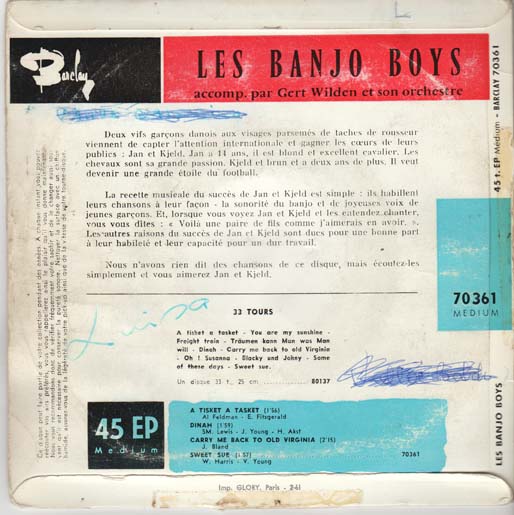 L
Barclay
LES BANJO BOYS
accomp. par Gert Wilden et son orchestre
45 t. EP Médium - BARCLAY 70361
Deux vifs garçons danois aux visages parsemés de taches de rousseur
viennent de capter l'attention internationale et gagner les cœurs de leurs
publics : Jan et Kjeld. Jan a 11 ans, il est blond et excellent cavalier. Les
chevaux sont sa grande passion. Kjeld et brun et a deux ans de plus. Il veut
devenir une grande étoile du football.
La recette musicale du succès de Jan et Kjeld est simple : ils habillent
leurs chansons à leur façon - la sonorité du banjo et de joyeuses voix de
jeunes garçons. Et, lorsque vous voyez Jan et Kjeld et les entendez chanter,
vous vous dites : « Voilà une paire de fils comme j'aimerais en avoir. ».
Les autres raisons du succès de Jan et Kjeld sont dues pour une bonne part
à leur habileté et leur capacité pour un dur travail.
Nous n'avons rien dit des chansons de ce disque, mais écoutez-les
simplement et vous aimerez Jan et Kjeld.
70361
MEDIUM
33 TOURS
Luisa
A tisket a tasket - You are my sunshine -
Freight train - Träumen kann Mun was Man
will - Dinah - Carry me back to old Virginie
- Oh ! Susanna - Blacky und Johny - Some
of these days - Sweet sue.
Un disque 33 t., 25 cm 80137
45 EP
Medium
A TISKET A TASKET (1'56)
Al Feldman - E. Fitzgerald
DINAH (1'59)
SM. Lewis - J. Young - H. Akst
CARRY ME BACK TO OLD VIRGINIA (2'15)
J. Bland
SWEET SUE (1'57) 70361
W. Harris - V. Young
LES BANJO BOYS
Imp. GLORY, Paris - 2-61